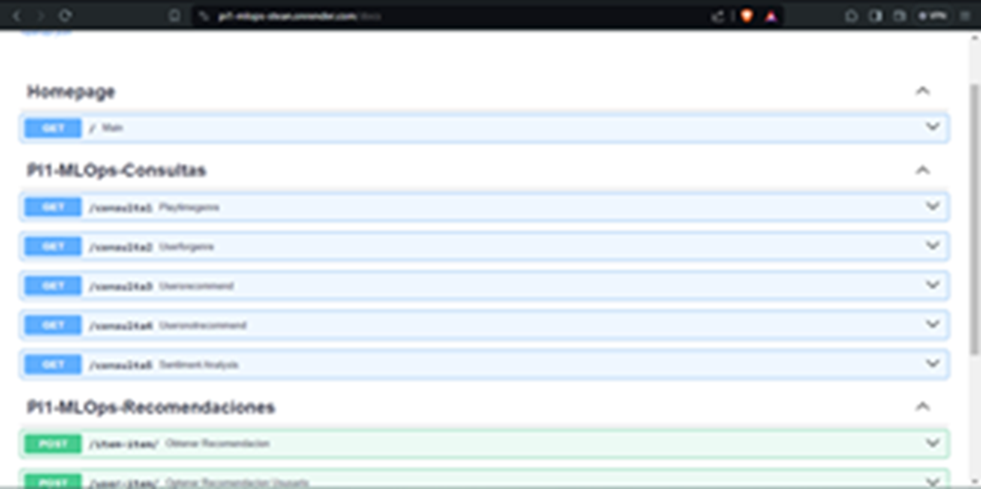 pi1-mlops-steam.onrender.com/docs
VPN
Homepage
GET / Main
PI1-MLOps-Consultas
GET /consulta1 Playtimegenre
GET /consulta2 Userforgenre
GET /consulta3 Usersrecommend
GET /consulta4 Usersnotrecommend
GET /consulta5 Sentiment Analysis
PI1-MLOps-Recomendaciones
POST /item-item/ Obtener Recomendacion
POST /user-item/ Recomendacion